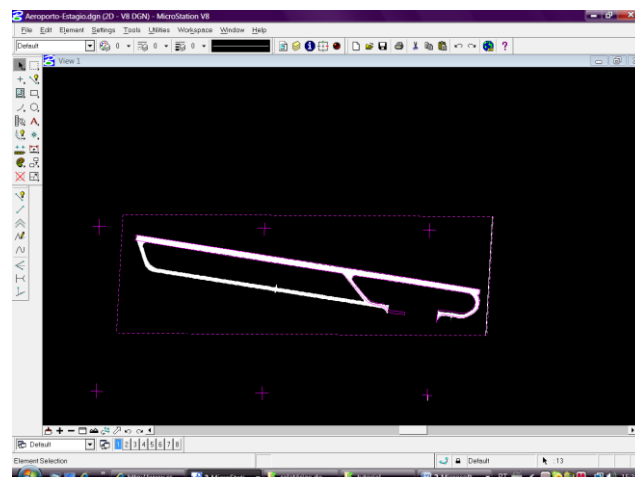 Aeroporto-Estagio.dgn (2D - V8 DGN) - MicroStation V8
File Edit Element Settings Tools Utilities Workspace Window Help
Default 0 0 0
View 1
Default 1 2 3 4 5 6 7 8
Element Selection Default :13